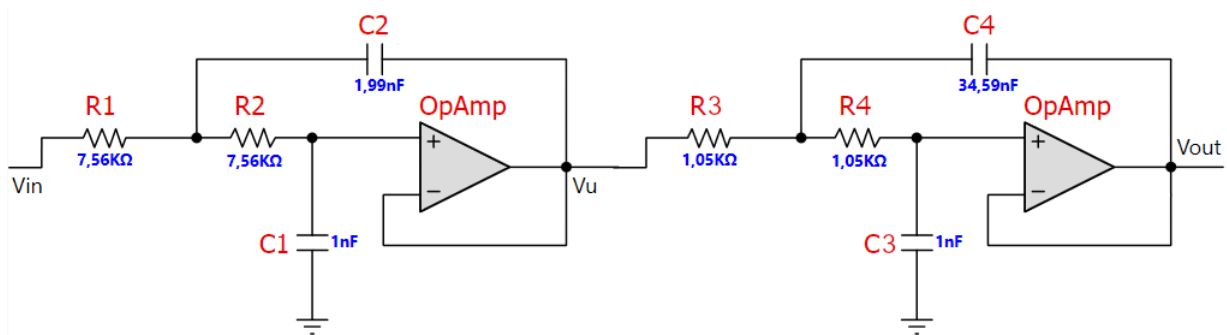 C2
1,99nF
R1
7,56KΩ
R2
7,56KΩ
OpAmp
+
−
Vin
Vu
C1
1nF
C4
34,59nF
R3
1,05KΩ
R4
1,05KΩ
OpAmp
+
−
Vout
C3
1nF